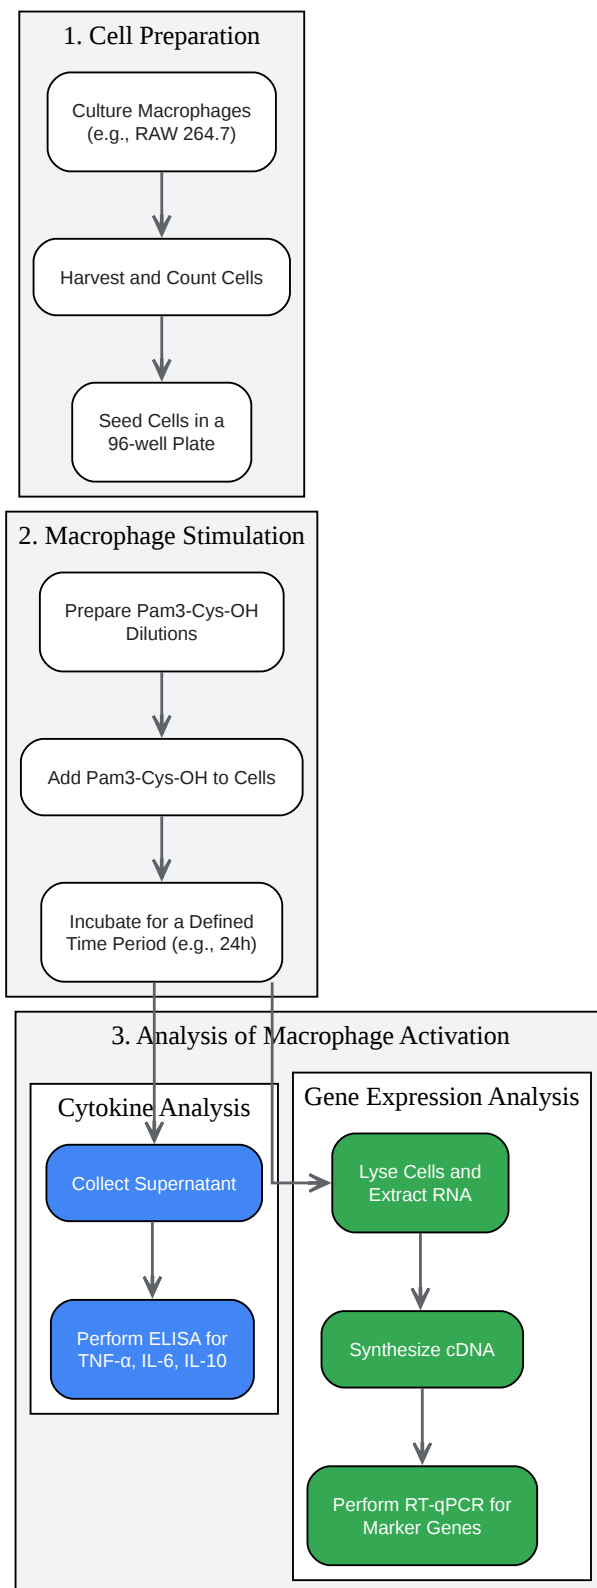 1. Cell Preparation
Culture Macrophages
(e.g., RAW 264.7)
Harvest and Count Cells
Seed Cells in a
96-well Plate
2. Macrophage Stimulation
Prepare Pam3-Cys-OH
Dilutions
Add Pam3-Cys-OH to Cells
Incubate for a Defined
Time Period (e.g., 24h)
3. Analysis of Macrophage Activation
Cytokine Analysis
Collect Supernatant
Perform ELISA for
TNF-α, IL-6, IL-10
Gene Expression Analysis
Lyse Cells and
Extract RNA
Synthesize cDNA
Perform RT-qPCR for
Marker Genes